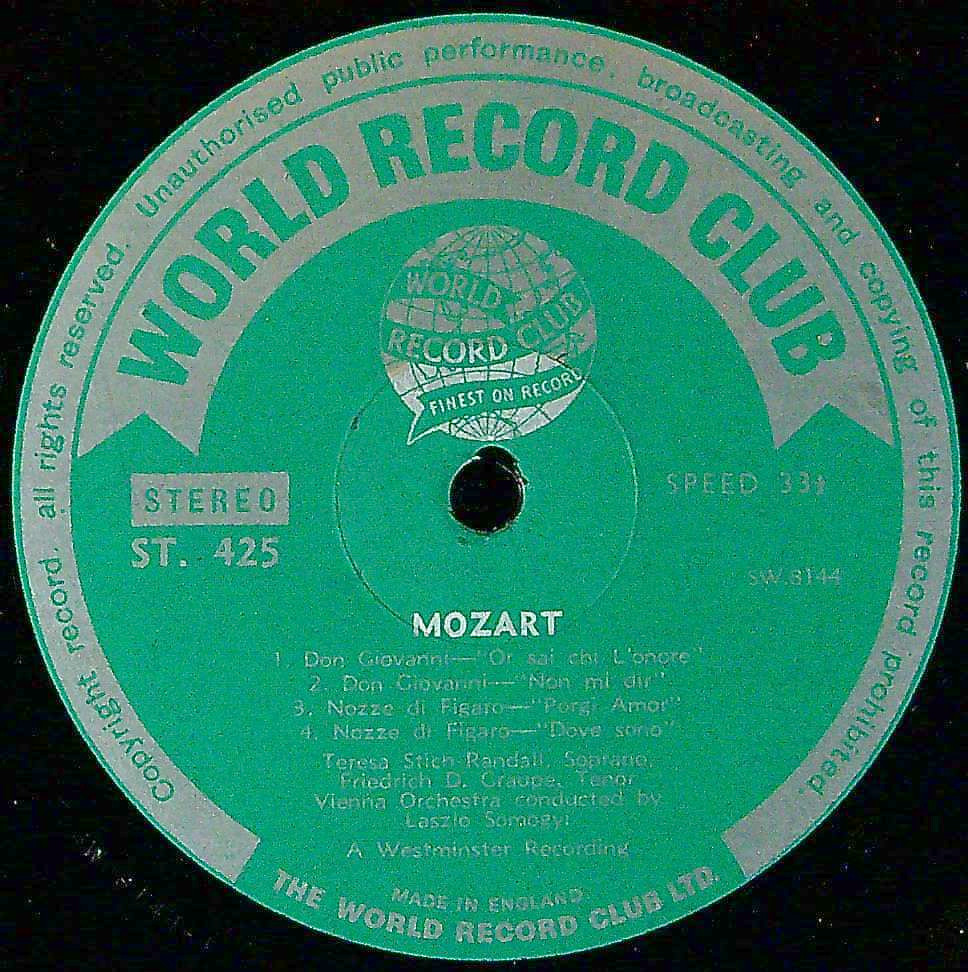 Copyright record. all rights reserved. Unauthorised public performance, broadcasting and copying of this record prohibited.
WORLD RECORD CLUB
WORLD
RECORD CLUB
FINEST ON RECORD
STEREO
ST. 425
SPEED 33⅓
SW.8144
MOZART
1. Don Giovanni—"Or sai chi L'onore"
2. Don Giovanni—"Non mi dir"
3. Nozze di Figaro—"Porgi Amor"
4. Nozze di Figaro—"Dove sono"
Teresa Stich-Randall, Soprano,
Friedrich D. Graupe, Tenor
Vienna Orchestra conducted by
Laszlo Somogyi
A Westminster Recording
MADE IN ENGLAND
THE WORLD RECORD CLUB LTD.